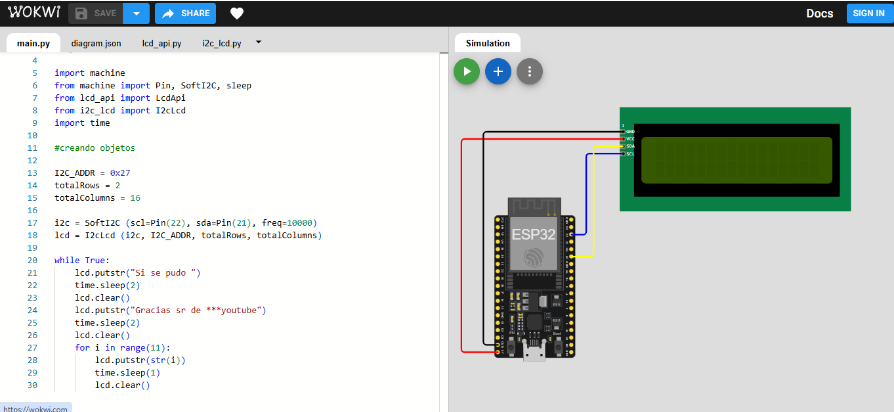 WOKWi
SAVE
SHARE
Docs
SIGN IN
main.py
diagram.json
lcd_api.py
i2c_lcd.py
Simulation
4
5 import machine
6 from machine import Pin, SoftI2C, sleep
7 from lcd_api import LcdApi
8 from i2c_lcd import I2cLcd
9 import time
10
11 #creando objetos
12
13 I2C_ADDR = 0x27
14 totalRows = 2
15 totalColumns = 16
16
17 i2c = SoftI2C (scl=Pin(22), sda=Pin(21), freq=10000)
18 lcd = I2cLcd (i2c, I2C_ADDR, totalRows, totalColumns)
19
20 while True:
21 lcd.putstr("Si se pudo ")
22 time.sleep(2)
23 lcd.clear()
24 lcd.putstr("Gracias sr de ***youtube")
25 time.sleep(2)
26 lcd.clear()
27 for i in range(11):
28 lcd.putstr(str(i))
29 time.sleep(1)
30 lcd.clear()
https://wokwi.com
1
GND
VCC
SDA
SCL
ESP32